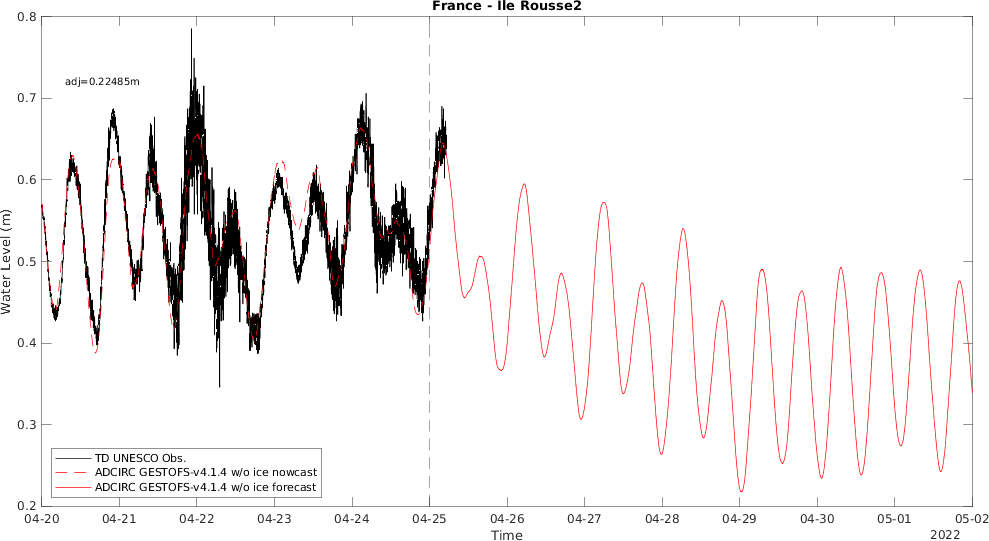 France - Ile Rousse2
adj=0.22485m
Water Level (m)
0.8
0.7
0.6
0.5
0.4
0.3
0.2
TD UNESCO Obs.
ADCIRC GESTOFS-v4.1.4 w/o ice nowcast
ADCIRC GESTOFS-v4.1.4 w/o ice forecast
04-20 04-21 04-22 04-23 04-24 04-25 04-26 04-27 04-28 04-29 04-30 05-01 05-02
Time
2022